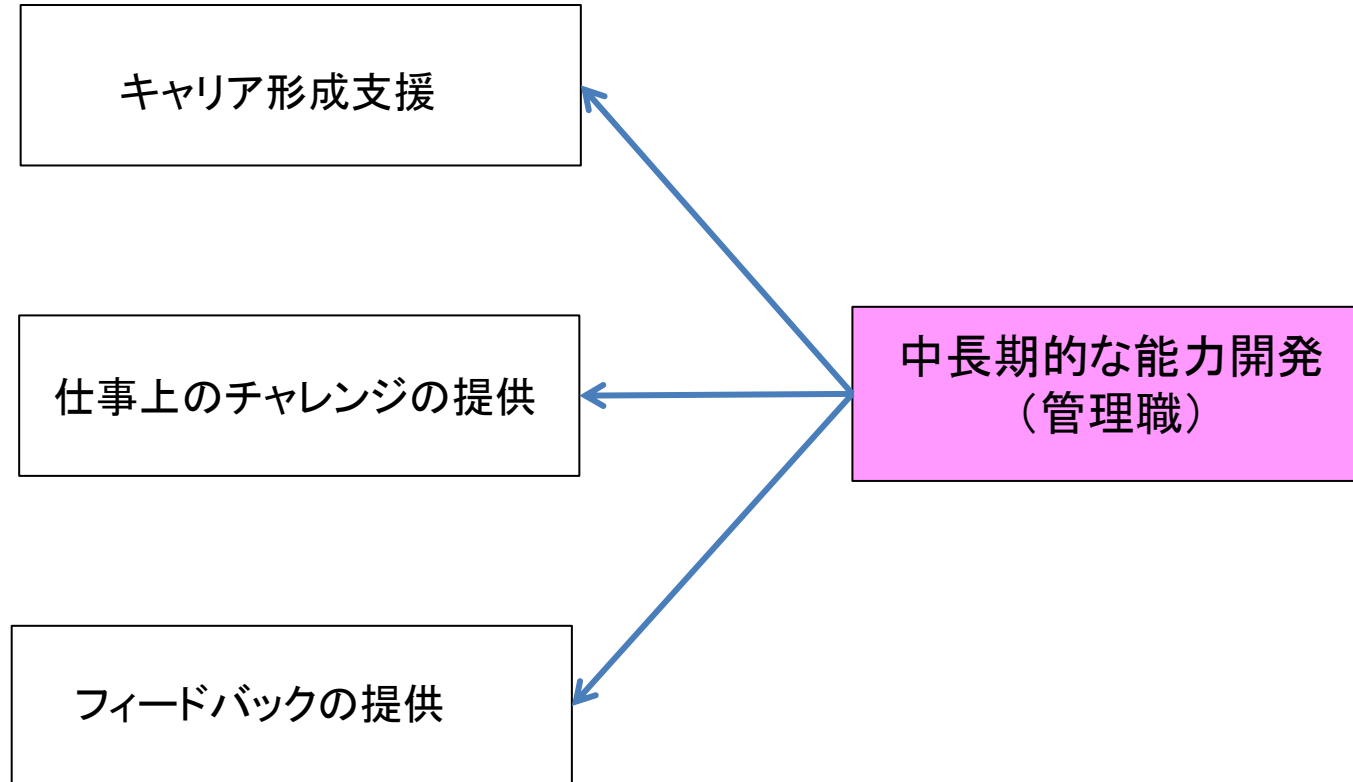 キャリア形成支援
仕事上のチャレンジの提供
中長期的な能力開発
（管理職）
フィードバックの提供